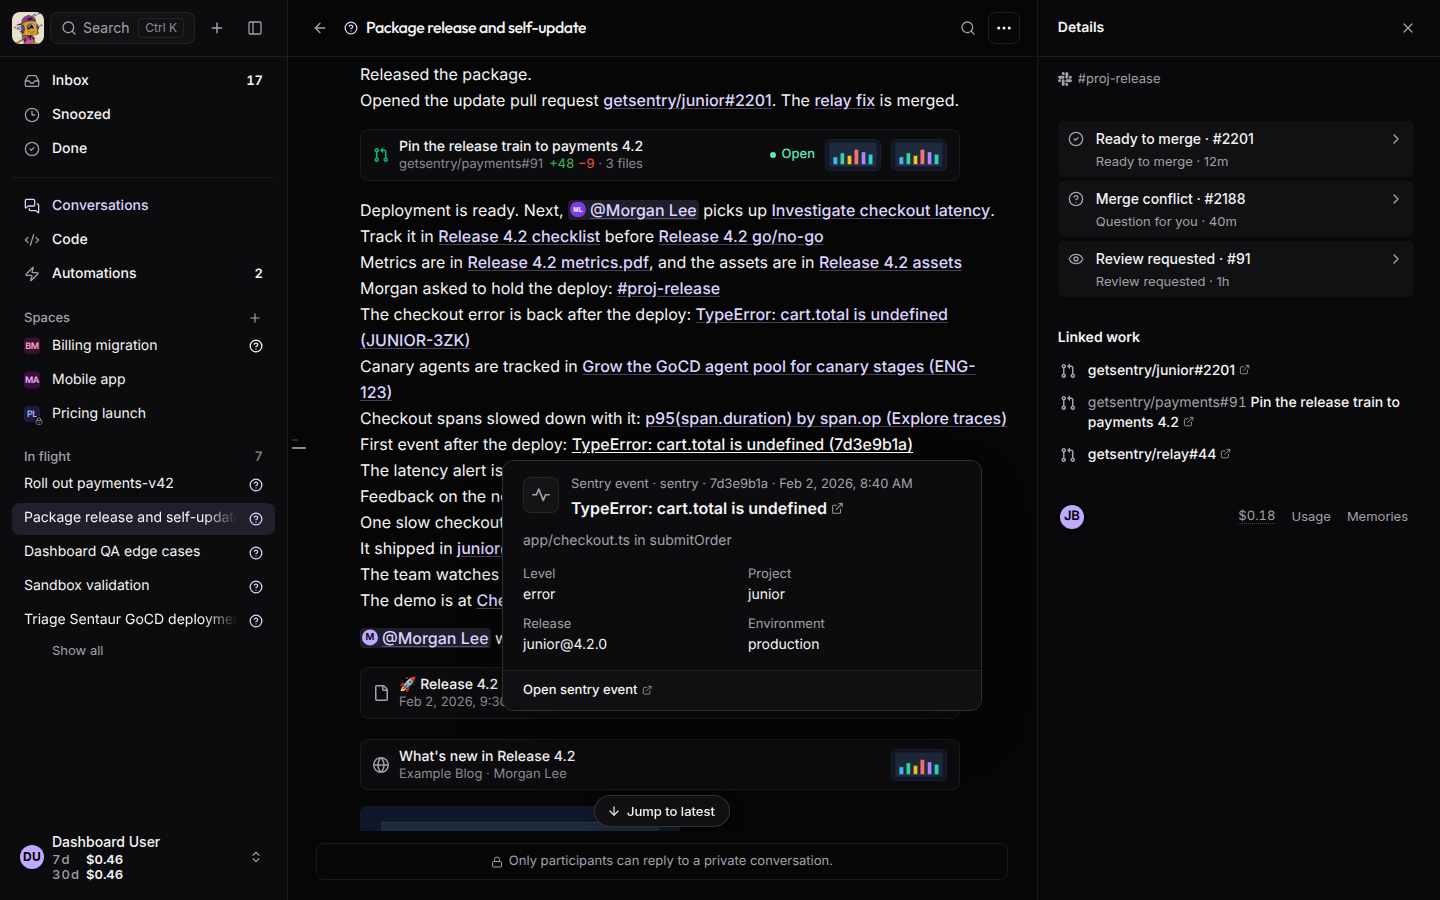 Search Ctrl K
Inbox 17
Snoozed
Done
Conversations
Code
Automations 2
Spaces
BM Billing migration
MA Mobile app
PL Pricing launch
In flight 7
Roll out payments-v42
Package release and self-updat
Dashboard QA edge cases
Sandbox validation
Triage Sentaur GoCD deployme
Show all
DU Dashboard User
7d $0.46
30d $0.46
Package release and self-update
Released the package.
Opened the update pull request getsentry/junior#2201. The relay fix is merged.
Pin the release train to payments 4.2
getsentry/payments#91 +48 −9 · 3 files
Open
Deployment is ready. Next, ML @Morgan Lee picks up Investigate checkout latency.
Track it in Release 4.2 checklist before Release 4.2 go/no-go
Metrics are in Release 4.2 metrics.pdf, and the assets are in Release 4.2 assets
Morgan asked to hold the deploy: #proj-release
The checkout error is back after the deploy: TypeError: cart.total is undefined
(JUNIOR-3ZK)
Canary agents are tracked in Grow the GoCD agent pool for canary stages (ENG-
123)
Checkout spans slowed down with it: p95(span.duration) by span.op (Explore traces)
First event after the deploy: TypeError: cart.total is undefined (7d3e9b1a)
The latency alert is
Feedback on the n
One slow checkout
It shipped in junior
The team watches
The demo is at Che
M @Morgan Lee w
Sentry event · sentry · 7d3e9b1a · Feb 2, 2026, 8:40 AM
TypeError: cart.total is undefined
app/checkout.ts in submitOrder
Level Project
error junior
Release Environment
junior@4.2.0 production
Open sentry event
🚀 Release 4.2
Feb 2, 2026, 9:30
What's new in Release 4.2
Example Blog · Morgan Lee
Jump to latest
Only participants can reply to a private conversation.
Details
#proj-release
Ready to merge · #2201
Ready to merge · 12m
Merge conflict · #2188
Question for you · 40m
Review requested · #91
Review requested · 1h
Linked work
getsentry/junior#2201
getsentry/payments#91 Pin the release train to
payments 4.2
getsentry/relay#44
JB $0.18 Usage Memories